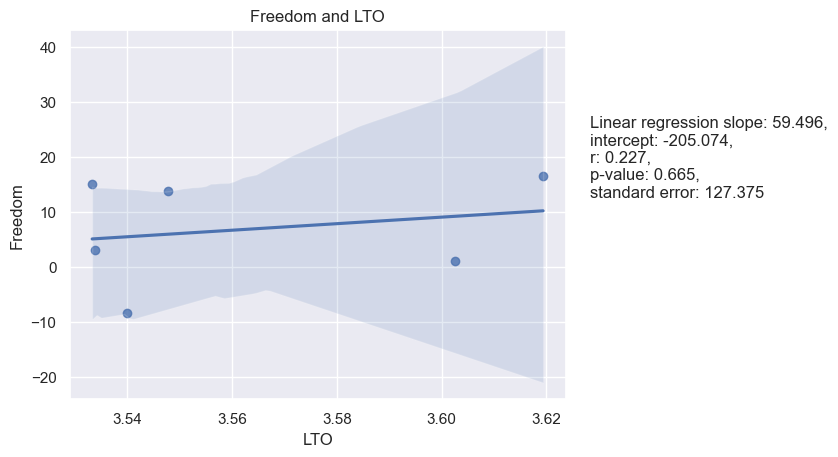 Freedom and LTO
40
30
20
10
0
−10
−20
Freedom
3.54
3.56
3.58
3.60
3.62
LTO
Linear regression slope: 59.496,
intercept: -205.074,
r: 0.227,
p-value: 0.665,
standard error: 127.375